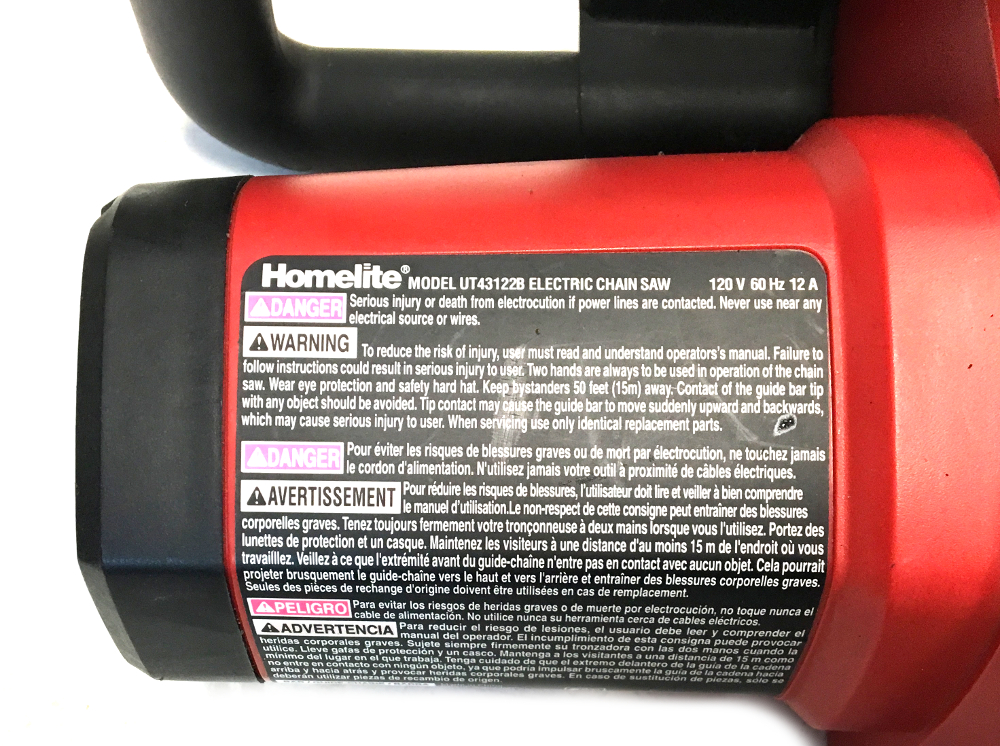 Homelite® MODEL UT43122B ELECTRIC CHAIN SAW 120 V 60 Hz 12 A
DANGER Serious injury or death from electrocution if power lines are contacted. Never use near any
electrical source or wires.
WARNING To reduce the risk of injury, user must read and understand operators's manual. Failure to
follow instructions could result in serious injury to user. Two hands are always to be used in operation of the chain
saw. Wear eye protection and safety hard hat. Keep bystanders 50 feet (15m) away. Contact of the guide bar tip
with any object should be avoided. Tip contact may cause the guide bar to move suddenly upward and backwards,
which may cause serious injury to user. When servicing use only identical replacement parts.
DANGER Pour éviter les risques de blessures graves ou de mort par électrocution, ne touchez jamais
le cordon d'alimentation. N'utilisez jamais votre outil à proximité de câbles électriques.
AVERTISSEMENT Pour réduire les risques de blessures, l'utilisateur doit lire et veiller à bien comprendre
le manuel d'utilisation.Le non-respect de cette consigne peut entraîner des blessures
corporelles graves. Tenez toujours fermement votre tronçonneuse à deux mains lorsque vous l'utilisez. Portez des
lunettes de protection et un casque. Maintenez les visiteurs à une distance d'au moins 15 m de l'endroit où vous
travailllez. Veillez à ce que l'extrémité avant du guide-chaîne n'entre pas en contact avec aucun objet. Cela pourrait
projeter brusquement le guide-chaîne vers le haut et vers l'arrière et entraîner des blessures corporelles graves.
Seules des pièces de rechange d'origine doivent être utilisées en cas de remplacement.
PELIGRO Para evitar los riesgos de heridas graves o de muerte por electrocución, no toque nunca el
cable de alimentación. No utilice nunca su herramienta cerca de cables eléctricos.
ADVERTENCIA Para reducir el riesgo de lesiones, el usuario debe leer y comprender el
manual del operador. El incumplimiento de esta consigna puede provocar
heridas corporales graves. Sujete siempre firmemente su tronzadora con las dos manos cuando la
utilice. Lleve gafas de protección y un casco. Mantenga a los visitantes a una distancia de 15 m como
mínimo del lugar en el que trabaja. Tenga cuidado de que el extremo delantero de la guía de la cadena
no entre en contacto con ningún objeto, ya que podría impulsar bruscamente la guía de la cadena hacia
arriba y hacia atrás y provocar heridas corporales graves. En caso de sustitución de piezas, sólo se
deberán utilizar piezas de recambio de origen.